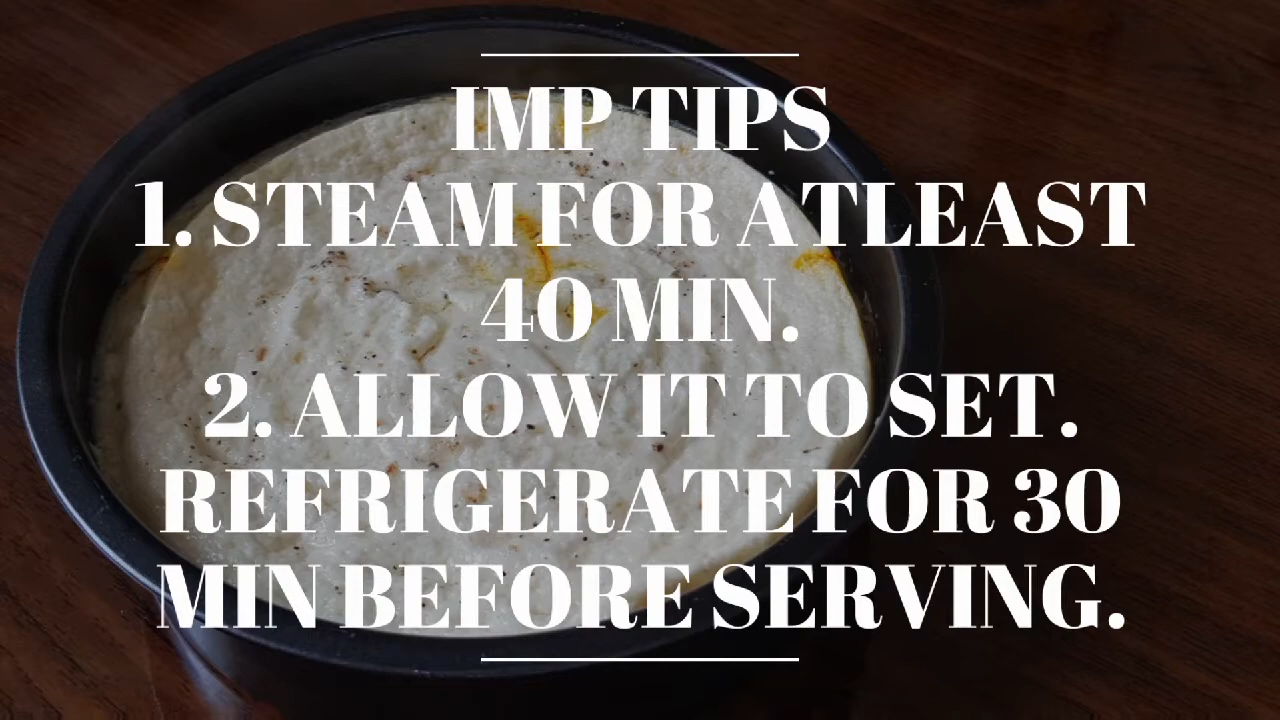 IMP TIPS
1. STEAM FOR ATLEAST
40 MIN.
2. ALLOW IT TO SET.
REFRIGERATE FOR 30
MIN BEFORE SERVING.